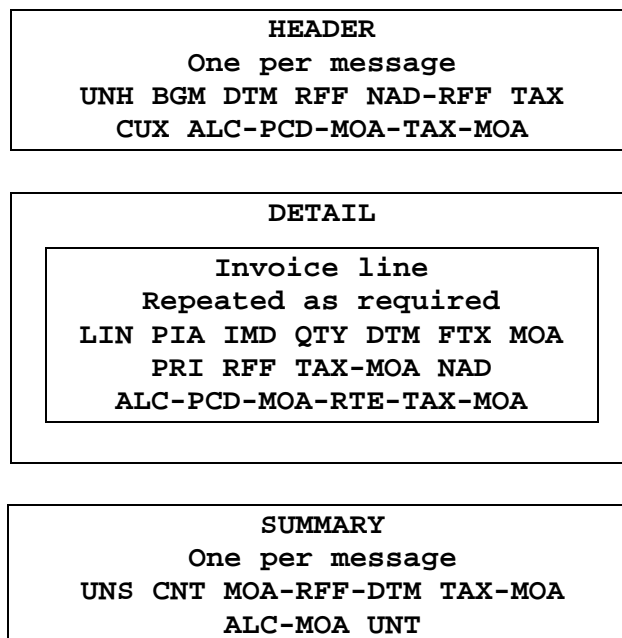 HEADER
One per message
UNH BGM DTM RFF NAD-RFF TAX
CUX ALC-PCD-MOA-TAX-MOA
DETAIL
Invoice line
Repeated as required
LIN PIA IMD QTY DTM FTX MOA
PRI RFF TAX-MOA NAD
ALC-PCD-MOA-RTE-TAX-MOA
SUMMARY
One per message
UNS CNT MOA-RFF-DTM TAX-MOA
ALC-MOA UNT